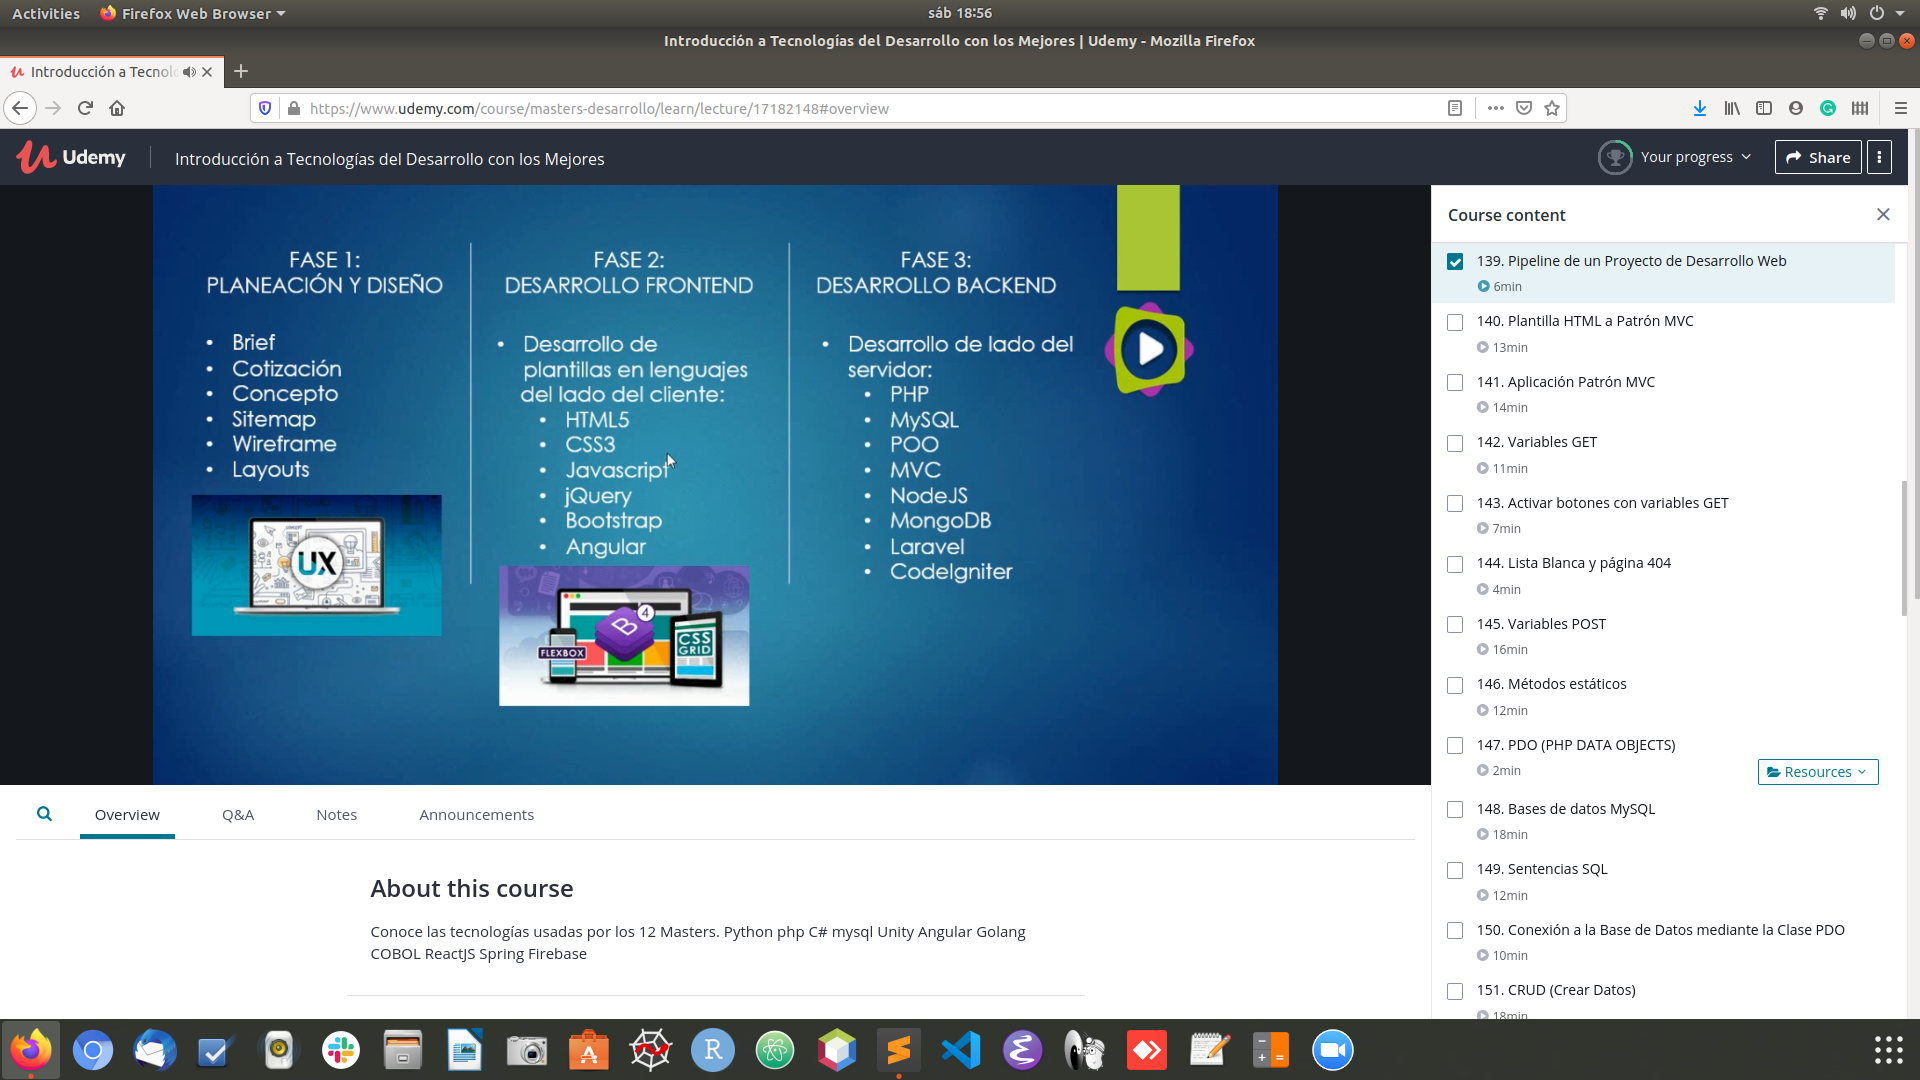 Activities
Firefox Web Browser
sáb 18:56
Introducción a Tecnologías del Desarrollo con los Mejores | Udemy - Mozilla Firefox
Introducción a Tecnolo
https://www.udemy.com/course/masters-desarrollo/learn/lecture/17182148#overview
Udemy
Introducción a Tecnologías del Desarrollo con los Mejores
Your progress
Share
FASE 1:
PLANEACIÓN Y DISEÑO
• Brief
• Cotización
• Concepto
• Sitemap
• Wireframe
• Layouts
UX
FASE 2:
DESARROLLO FRONTEND
• Desarrollo de
plantillas en lenguajes
del lado del cliente:
• HTML5
• CSS3
• Javascript
• jQuery
• Bootstrap
• Angular
FLEXBOX
B
4
CSS
GRID
FASE 3:
DESARROLLO BACKEND
• Desarrollo de lado del
servidor:
• PHP
• MySQL
• POO
• MVC
• NodeJS
• MongoDB
• Laravel
• CodeIgniter
Course content
139. Pipeline de un Proyecto de Desarrollo Web
6min
140. Plantilla HTML a Patrón MVC
13min
141. Aplicación Patrón MVC
14min
142. Variables GET
11min
143. Activar botones con variables GET
7min
144. Lista Blanca y página 404
4min
145. Variables POST
16min
146. Métodos estáticos
12min
147. PDO (PHP DATA OBJECTS)
2min
Resources
148. Bases de datos MySQL
18min
149. Sentencias SQL
12min
150. Conexión a la Base de Datos mediante la Clase PDO
10min
151. CRUD (Crear Datos)
18min
Overview
Q&A
Notes
Announcements
About this course
Conoce las tecnologías usadas por los 12 Masters. Python php C# mysql Unity Angular Golang
COBOL ReactJS Spring Firebase